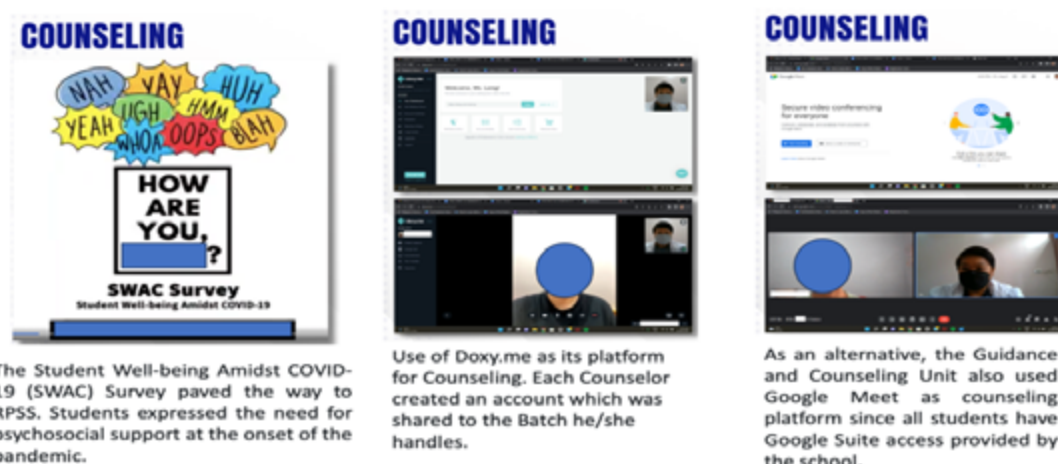 COUNSELING
NAH
YAY
HUH
UGH
HMM
YEAH
WHOA
OOPS
BLAH
HOW
ARE
YOU,
?
SWAC Survey
Student Well-being Amidst COVID-19
The Student Well-being Amidst COVID-
19 (SWAC) Survey paved the way to
RPSS. Students expressed the need for
psychosocial support at the onset of the
pandemic.
COUNSELING
Use of Doxy.me as its platform
for Counseling. Each Counselor
created an account which was
shared to the Batch he/she
handles.
COUNSELING
Secure video conferencing
for everyone
As an alternative, the Guidance
and Counseling Unit also used
Google Meet as counseling
platform since all students have
Google Suite access provided by
the school.